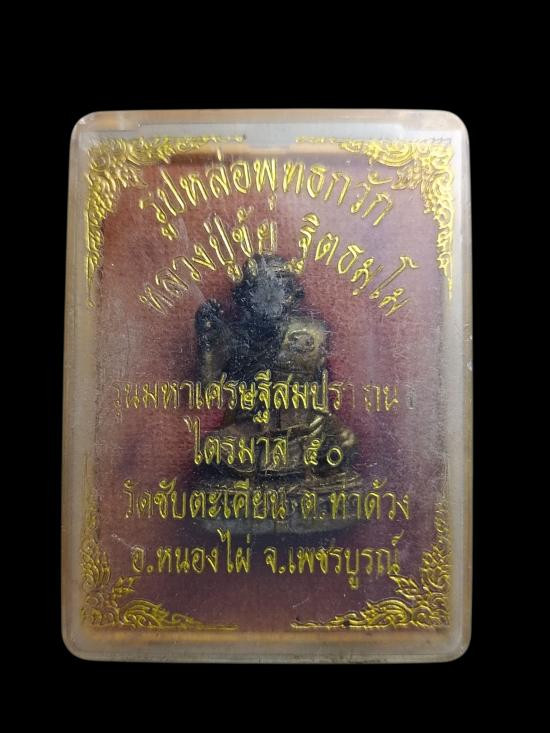 รูปหล่อพุทธกวัก
หลวงปู่ขุ้ย ฐิตธมฺโม
รุ่นมหาเศรษฐีสมปรารถนา
ไตรมาส ๕๐
วัดซับตะเคียน ต.ท่าด้วง
อ.หนองไผ่ จ.เพชรบูรณ์